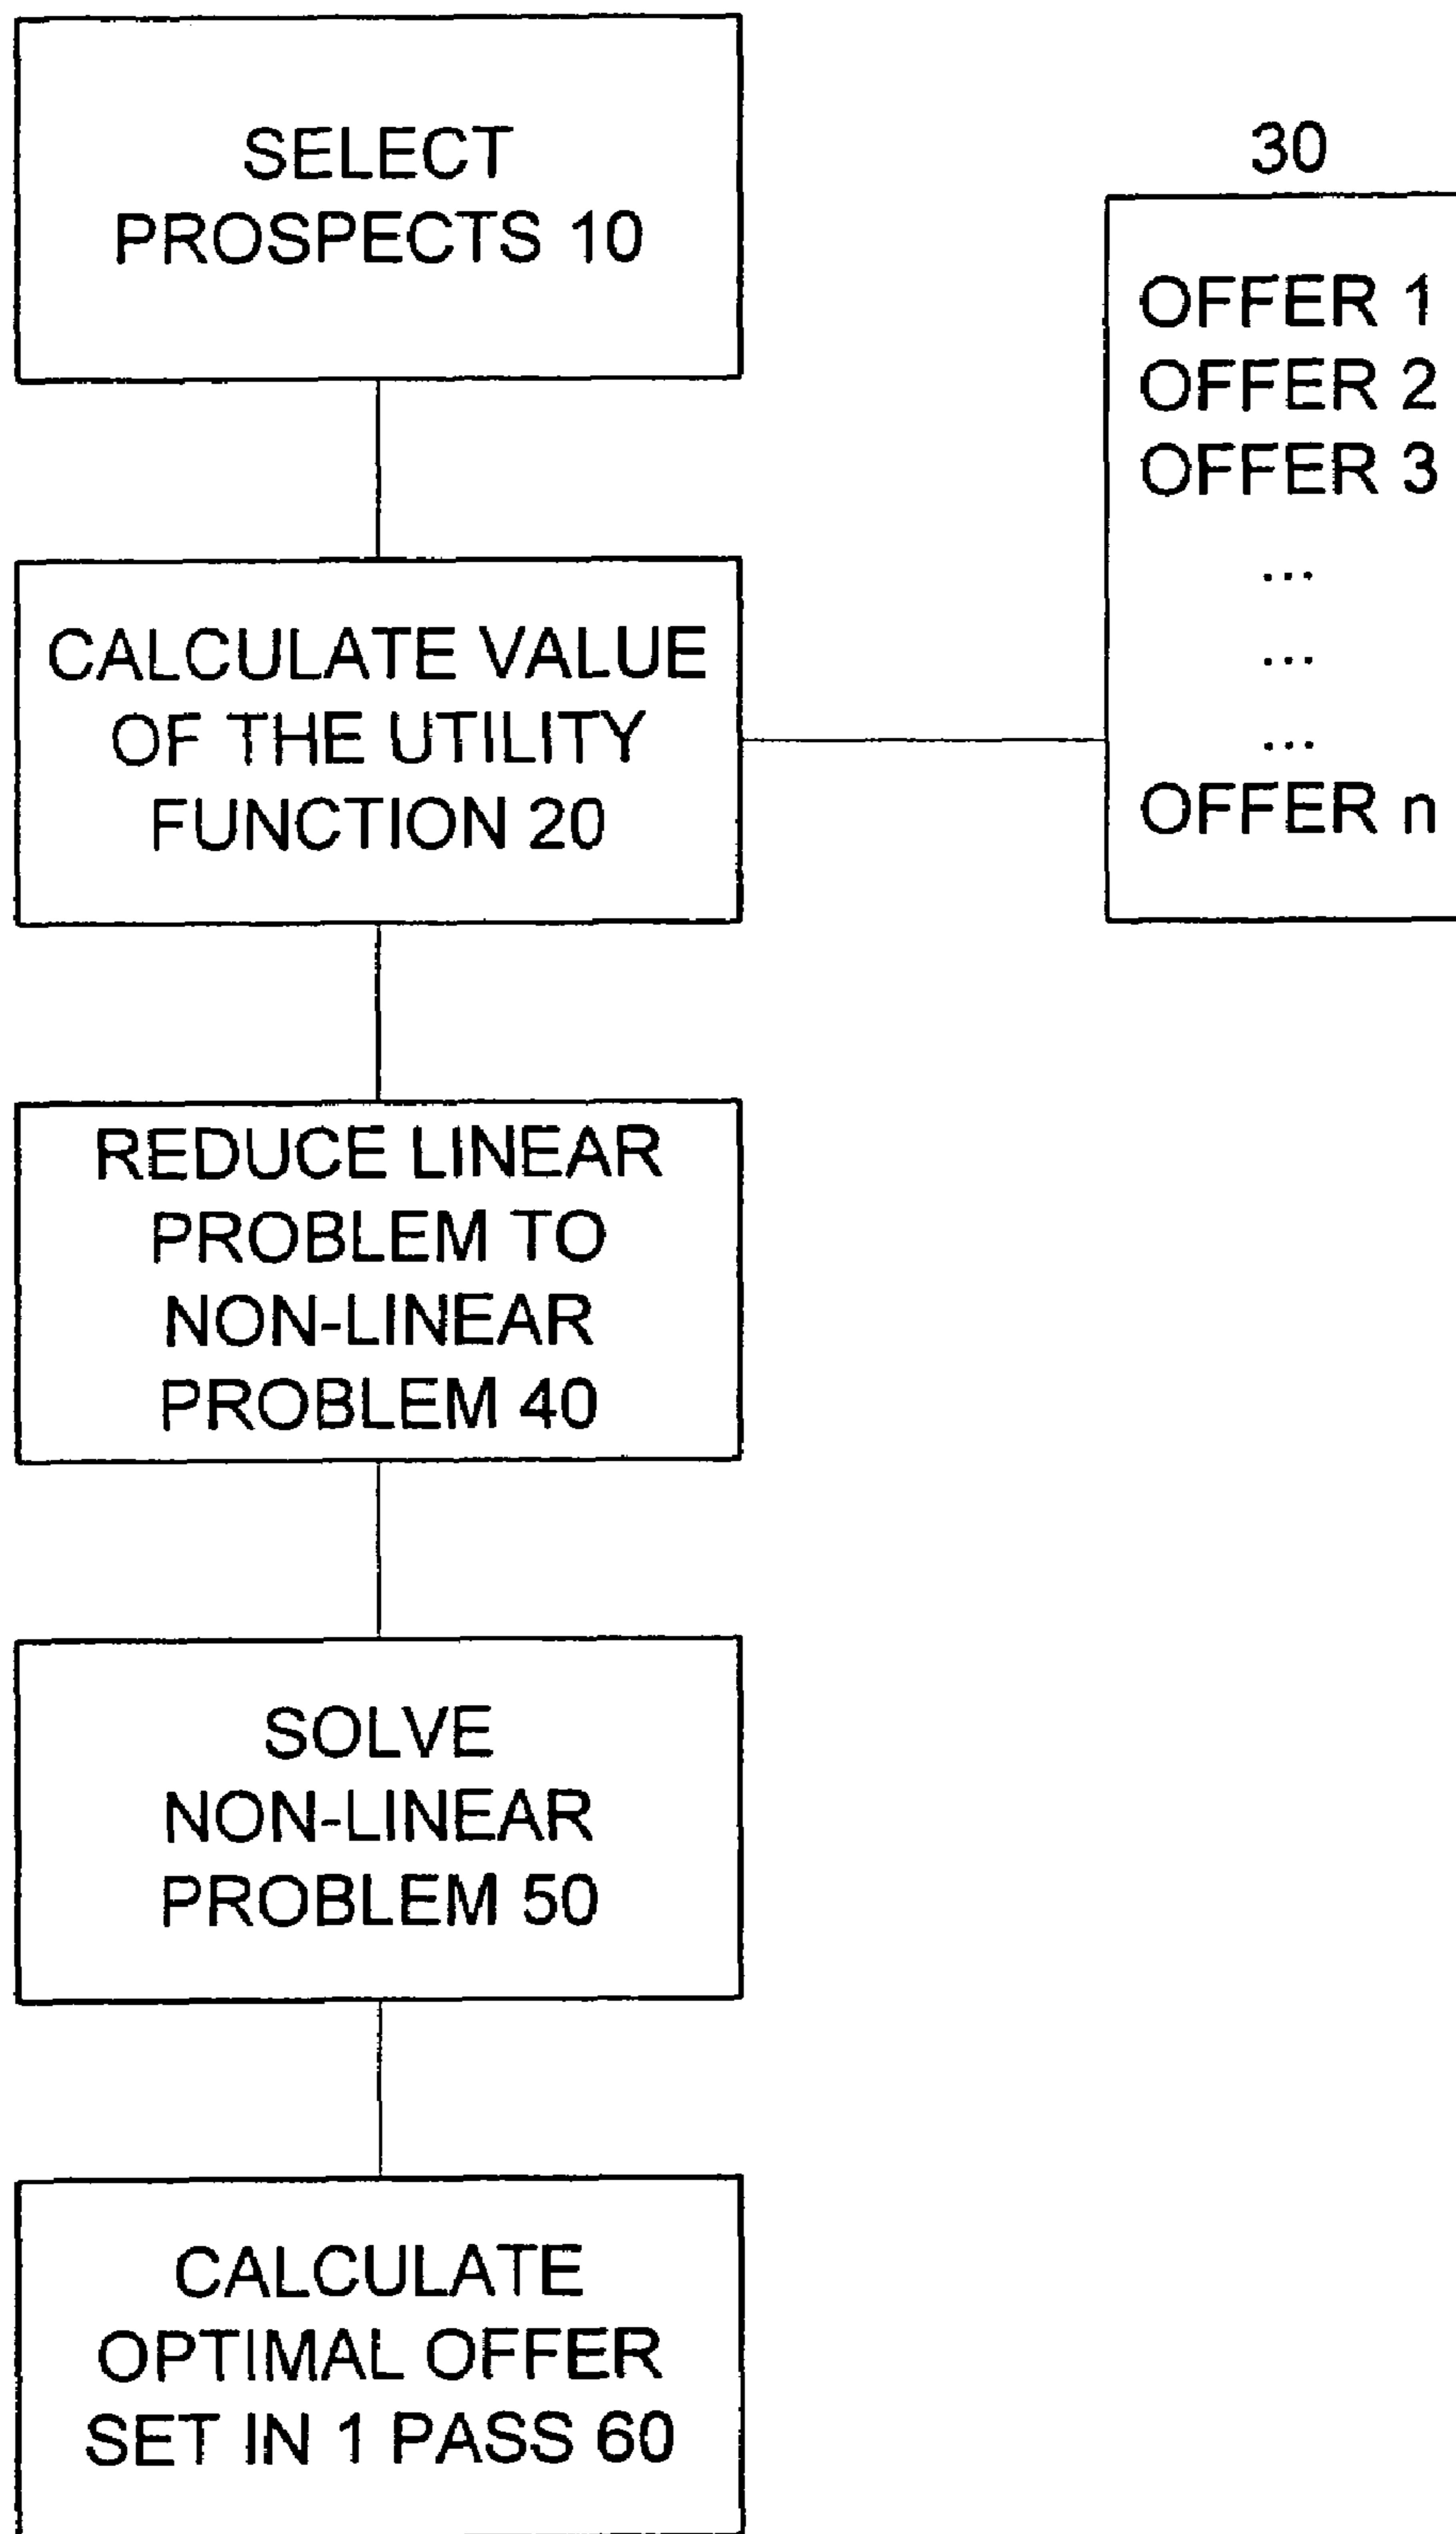 SELECT
PROSPECTS 10
30
OFFER 1
OFFER 2
OFFER 3
...
...
...
OFFER n
CALCULATE VALUE
OF THE UTILITY
FUNCTION 20
REDUCE LINEAR
PROBLEM TO
NON-LINEAR
PROBLEM 40
SOLVE
NON-LINEAR
PROBLEM 50
CALCULATE
OPTIMAL OFFER
SET IN 1 PASS 60